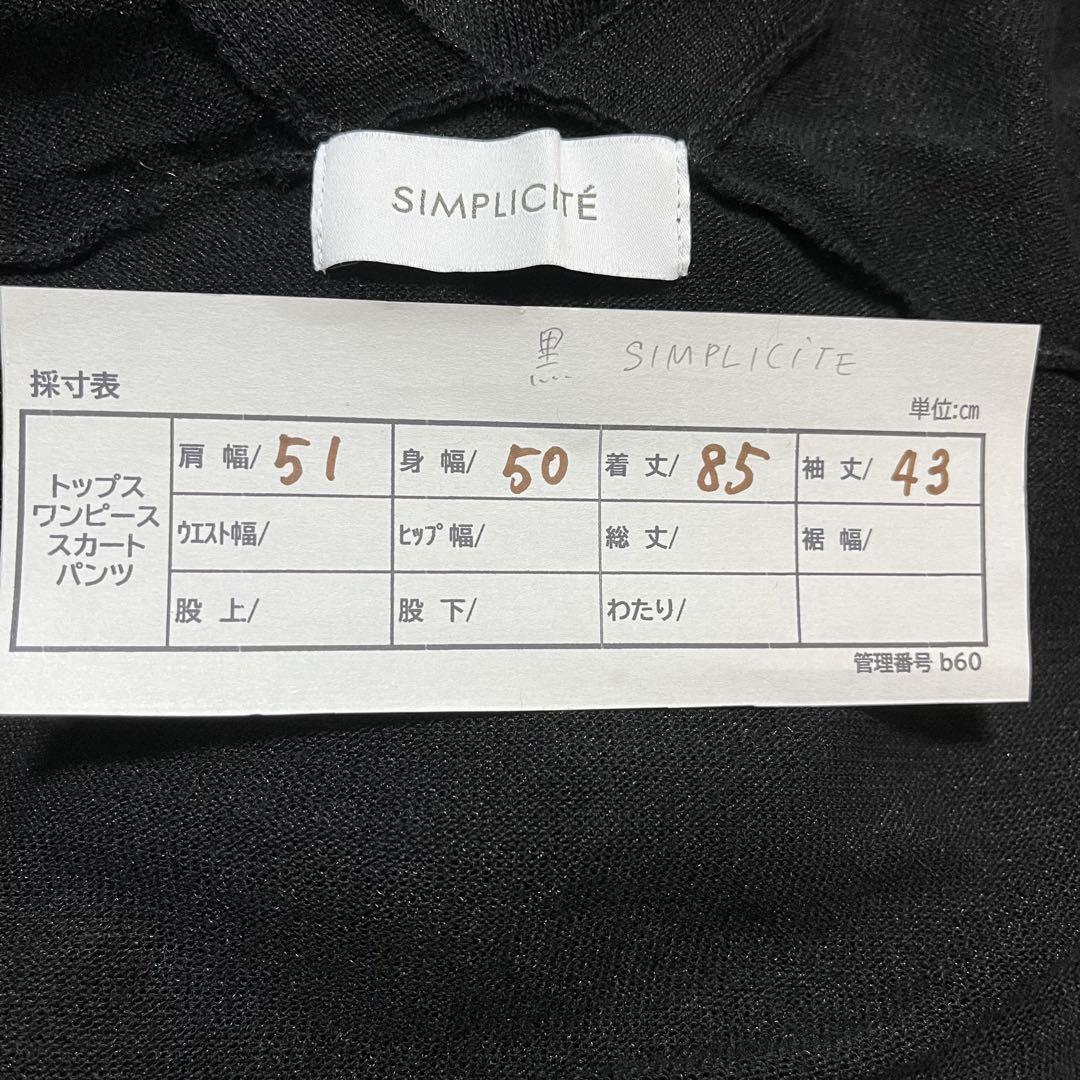 SIMPLICITÉ
黒 SIMPLICiTE
採寸表
単位:㎝
トップス
ワンピース
スカート
パンツ
肩 幅/ 51
身 幅/ 50
着 丈/ 85
袖 丈/ 43
ウエスト幅/
ヒップ幅/
総 丈/
裾 幅/
股 上/
股 下/
わたり/
管理番号 b60